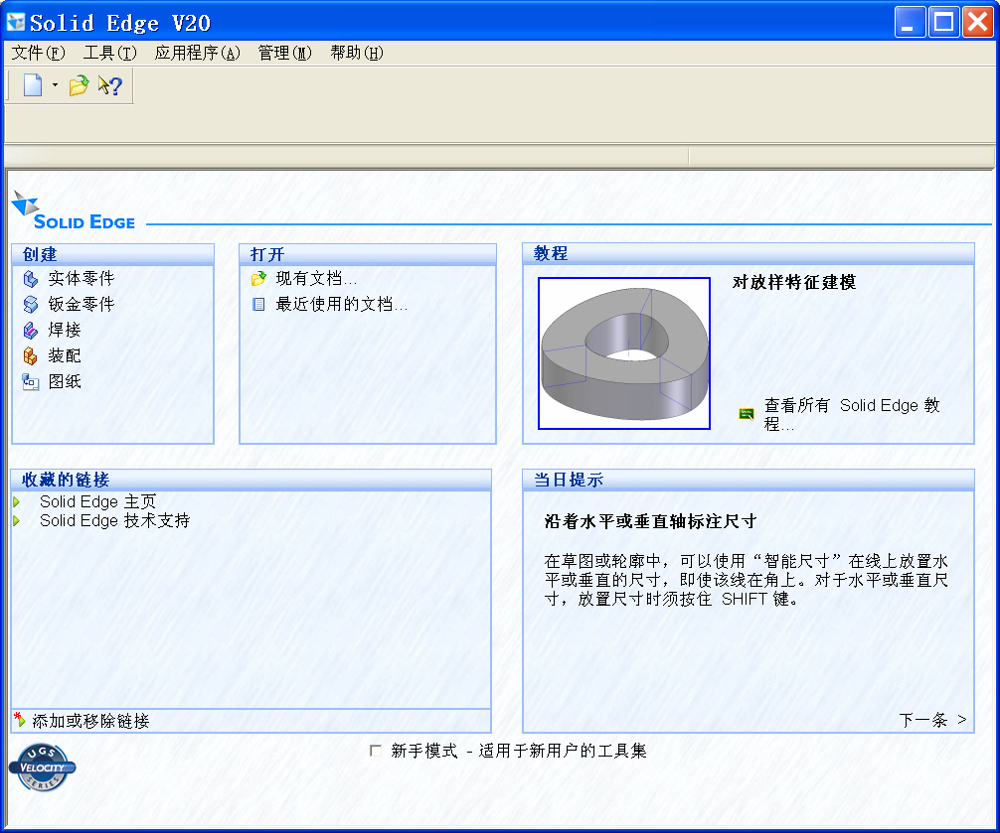 Solid Edge V20
文件(F) 工具(T) 应用程序(A) 管理(M) 帮助(H)
SOLID EDGE
创建
实体零件
钣金零件
焊接
装配
图纸
打开
现有文档...
最近使用的文档...
教程
对放样特征建模
查看所有 Solid Edge 教
程...
收藏的链接
Solid Edge 主页
Solid Edge 技术支持
添加或移除链接
当日提示
沿着水平或垂直轴标注尺寸
在草图或轮廓中，可以使用“智能尺寸”在线上放置水
平或垂直的尺寸，即使该线在角上。对于水平或垂直尺
寸，放置尺寸时须按住 SHIFT 键。
下一条 >
新手模式 - 适用于新用户的工具集
UGS
VELOCITY
SERIES